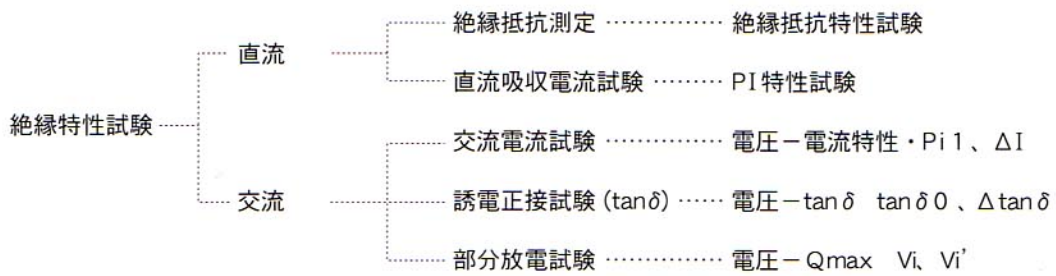 絶縁抵抗測定 ………… 絶縁抵抗特性試験
直流
直流吸収電流試験 ……… PI特性試験
絶縁特性試験
交流電流試験 ………… 電圧－電流特性・Pi1、ΔI
交流
誘電正接試験(tanδ) …… 電圧－tanδ tanδ0、Δtanδ
部分放電試験 ………… 電圧－Qmax Vi、Vi’